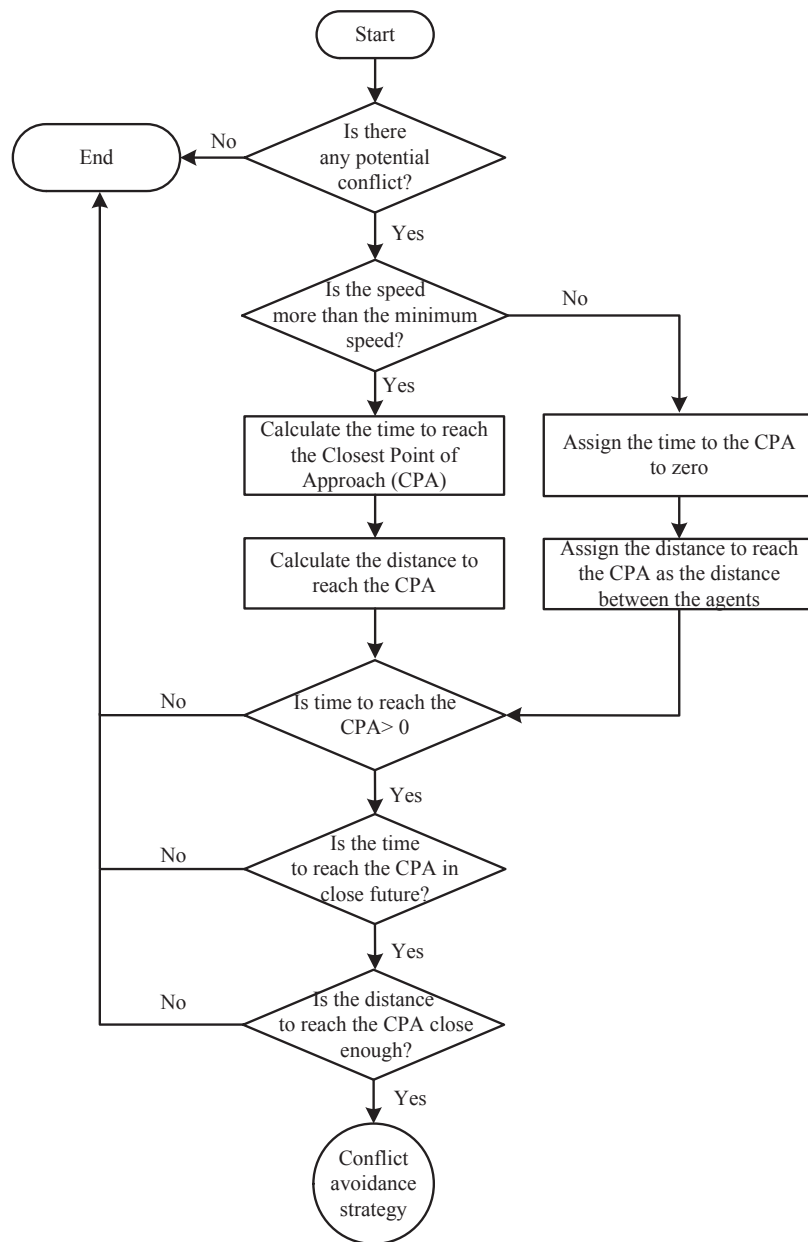 Start
Is there
any potential
conflict?
No
End
Yes
Is the speed
more than the minimum
speed?
No
Yes
Calculate the time to reach
the Closest Point of
Approach (CPA)
Assign the time to the CPA
to zero
Calculate the distance to
reach the CPA
Assign the distance to reach
the CPA as the distance
between the agents
Is time to reach the
CPA> 0
No
Yes
Is the time
to reach the CPA in
close future?
No
Yes
Is the distance
to reach the CPA close
enough?
No
Yes
Conflict
avoidance
strategy